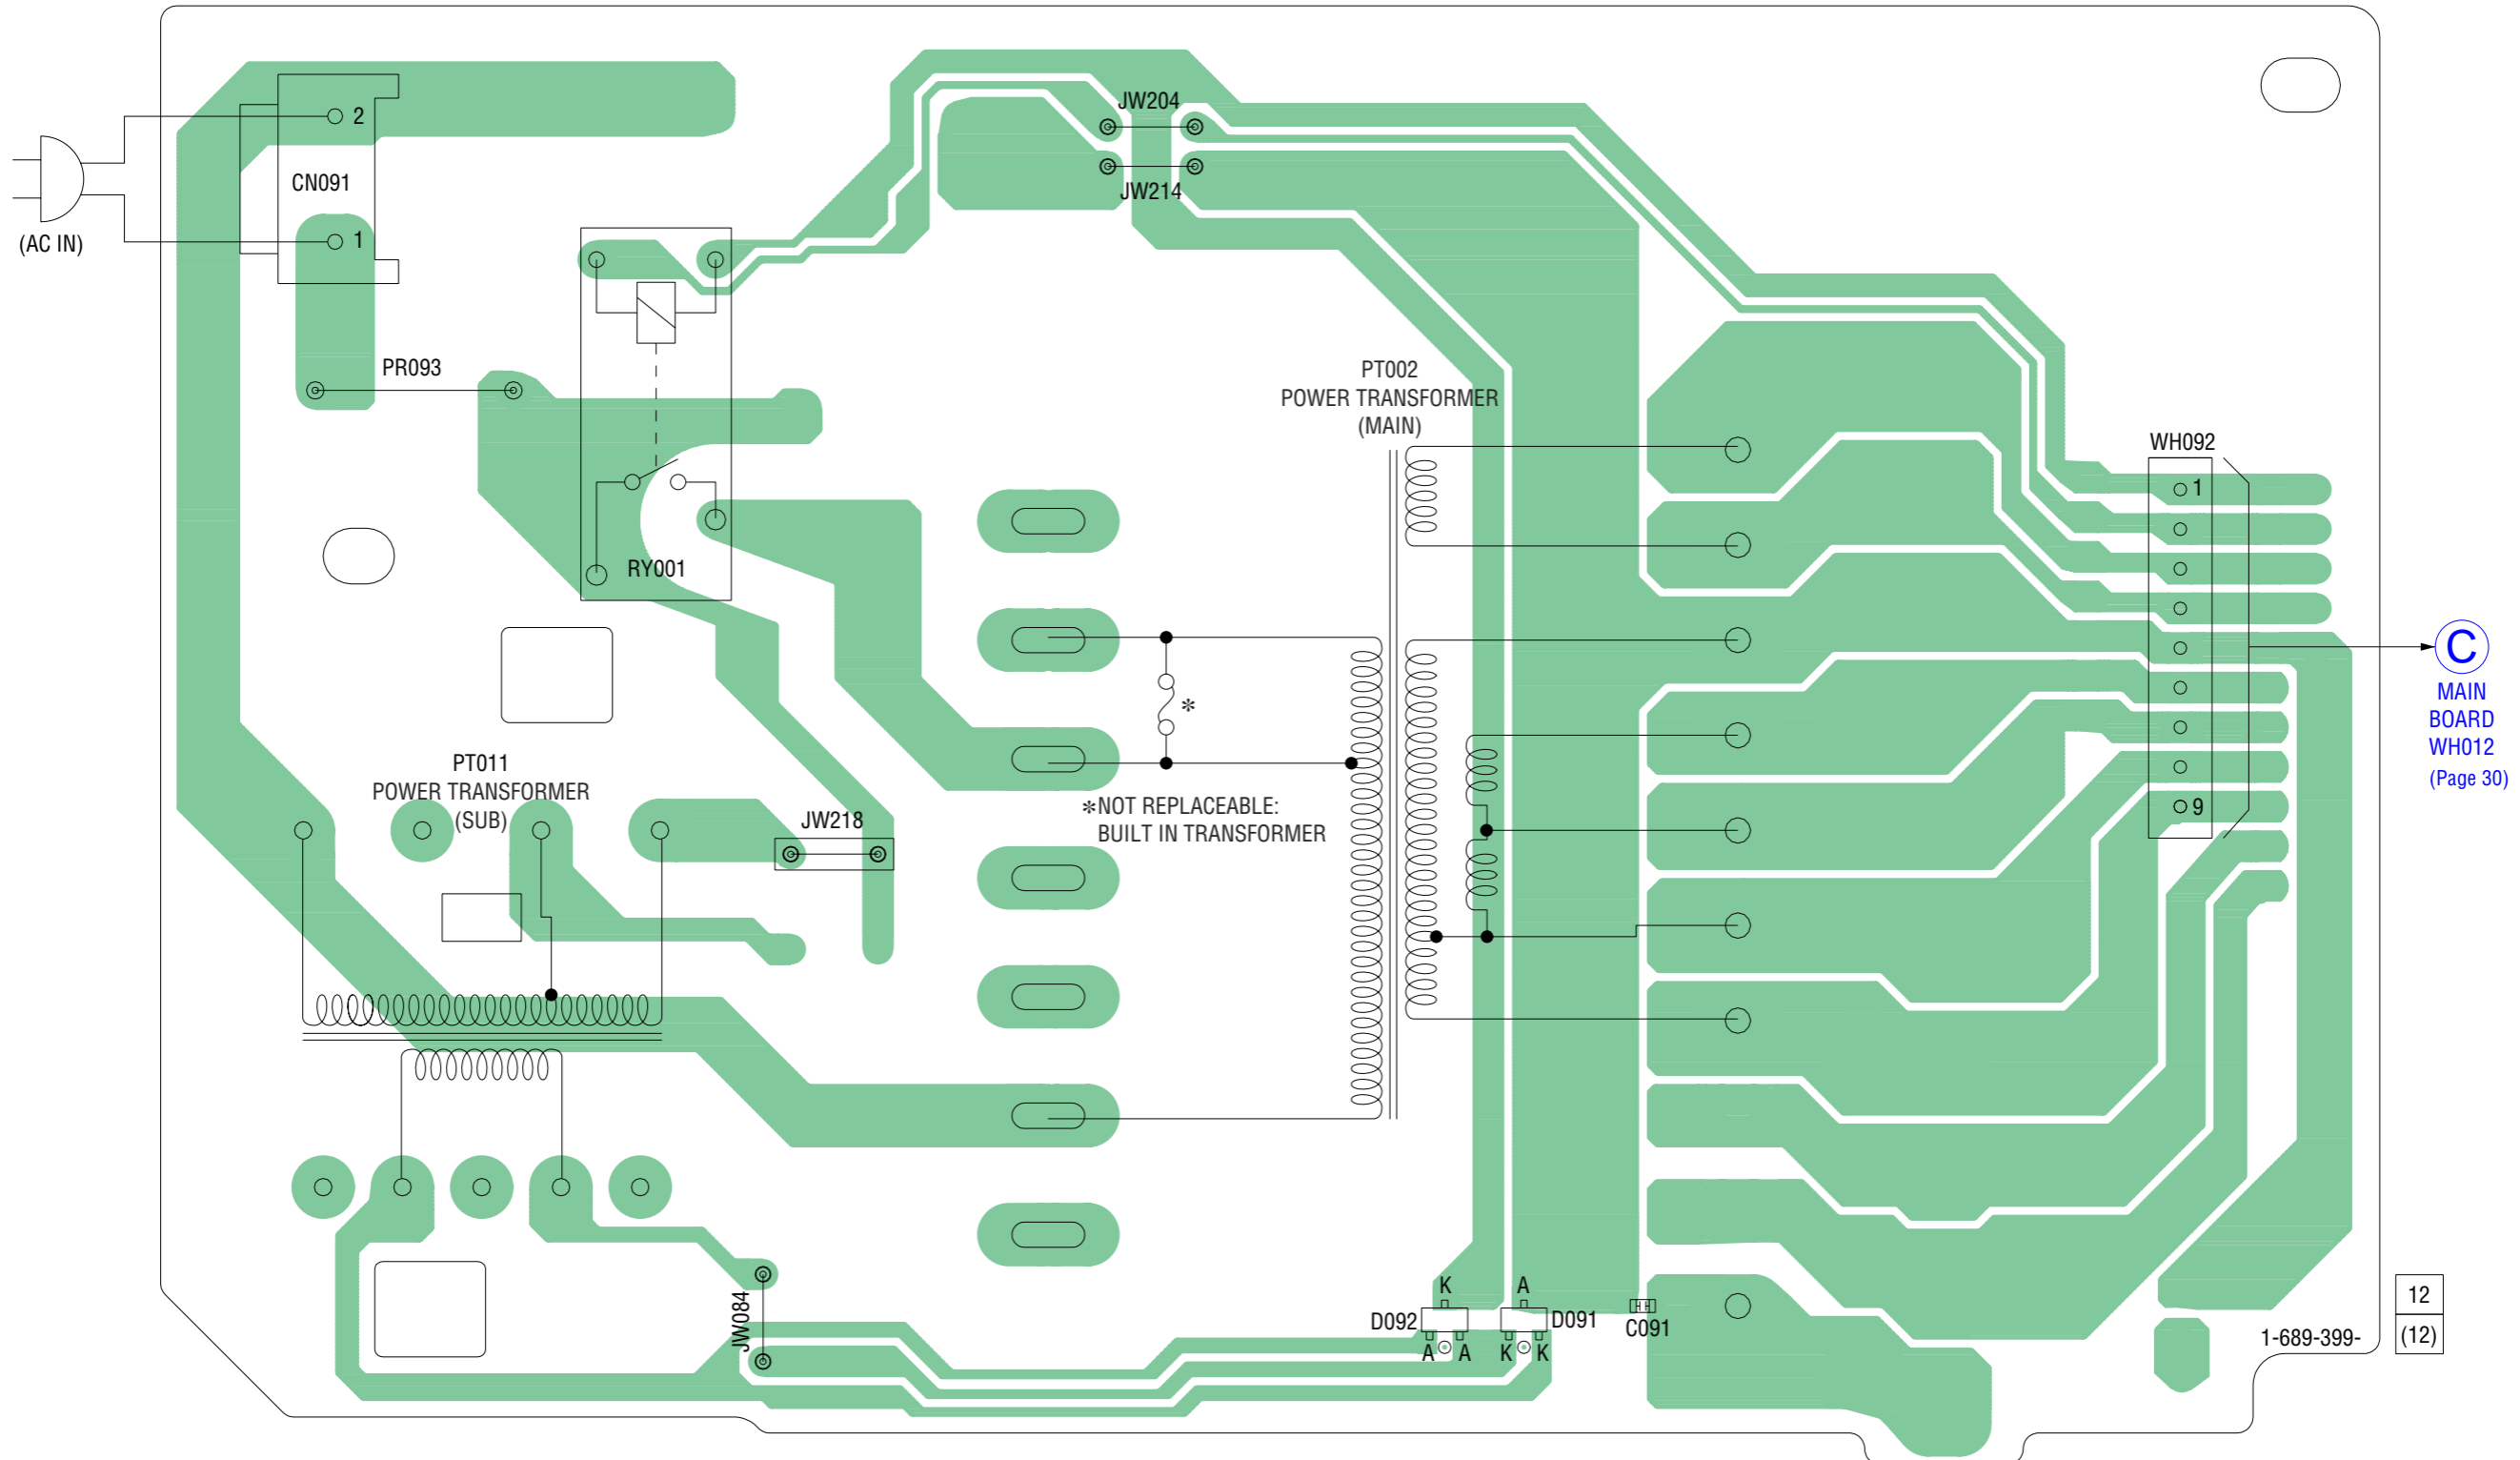 JW204
2
CN091
JW214
1
(AC IN)
PR093
PT002
POWER TRANSFORMER
(MAIN)
WH092
1
RY001
C
MAIN
BOARD
WH012
(Page 30)
PT011
POWER TRANSFORMER
(SUB)
*
*NOT REPLACEABLE:
BUILT IN TRANSFORMER
JW218
9
JW084
K
A
D092
D091
C091
A
A
K
K
1-689-399-
12
(12)